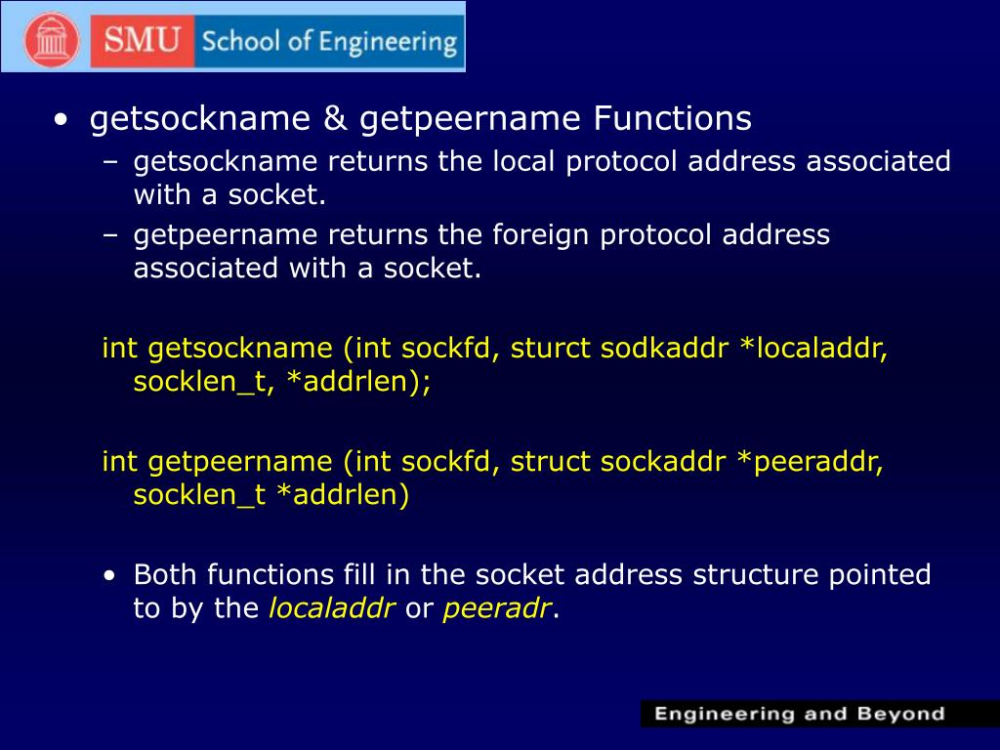 SMU School of Engineering
• getsockname & getpeername Functions
– getsockname returns the local protocol address associated
with a socket.
– getpeername returns the foreign protocol address
associated with a socket.
int getsockname (int sockfd, sturct sodkaddr *localaddr,
socklen_t, *addrlen);
int getpeername (int sockfd, struct sockaddr *peeraddr,
socklen_t *addrlen)
• Both functions fill in the socket address structure pointed
to by the localaddr or peeradr.
Engineering and Beyond